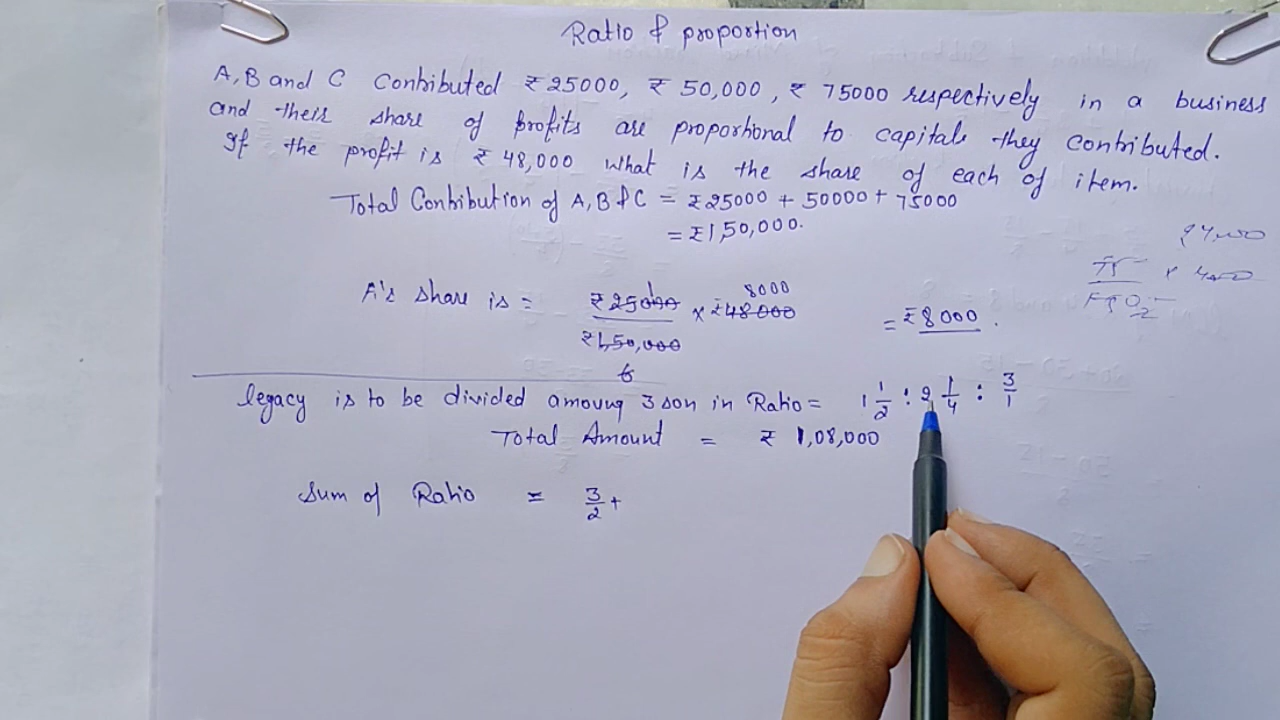 Ratio & proportion
A, B and C Contributed ₹25000, ₹ 50,000, ₹ 75000 respectively in a business
and their share of profits are proportional to capitals they contributed.
If the profit is ₹ 48,000 what is the share of each of item.
Total Contribution of A, B & C = ₹25000 + 50000 + 75000
= ₹1,50,000.
1 8000
A's share is = ₹25000 / ₹1,50,000 × ₹48000 = ₹8000.
6
legacy is to be divided amoung 3 son in Ratio = 1 1/2 : 2 1/4 : 3/1
Total Amount = ₹ 1,08,000
Sum of Ratio = 3/2 +